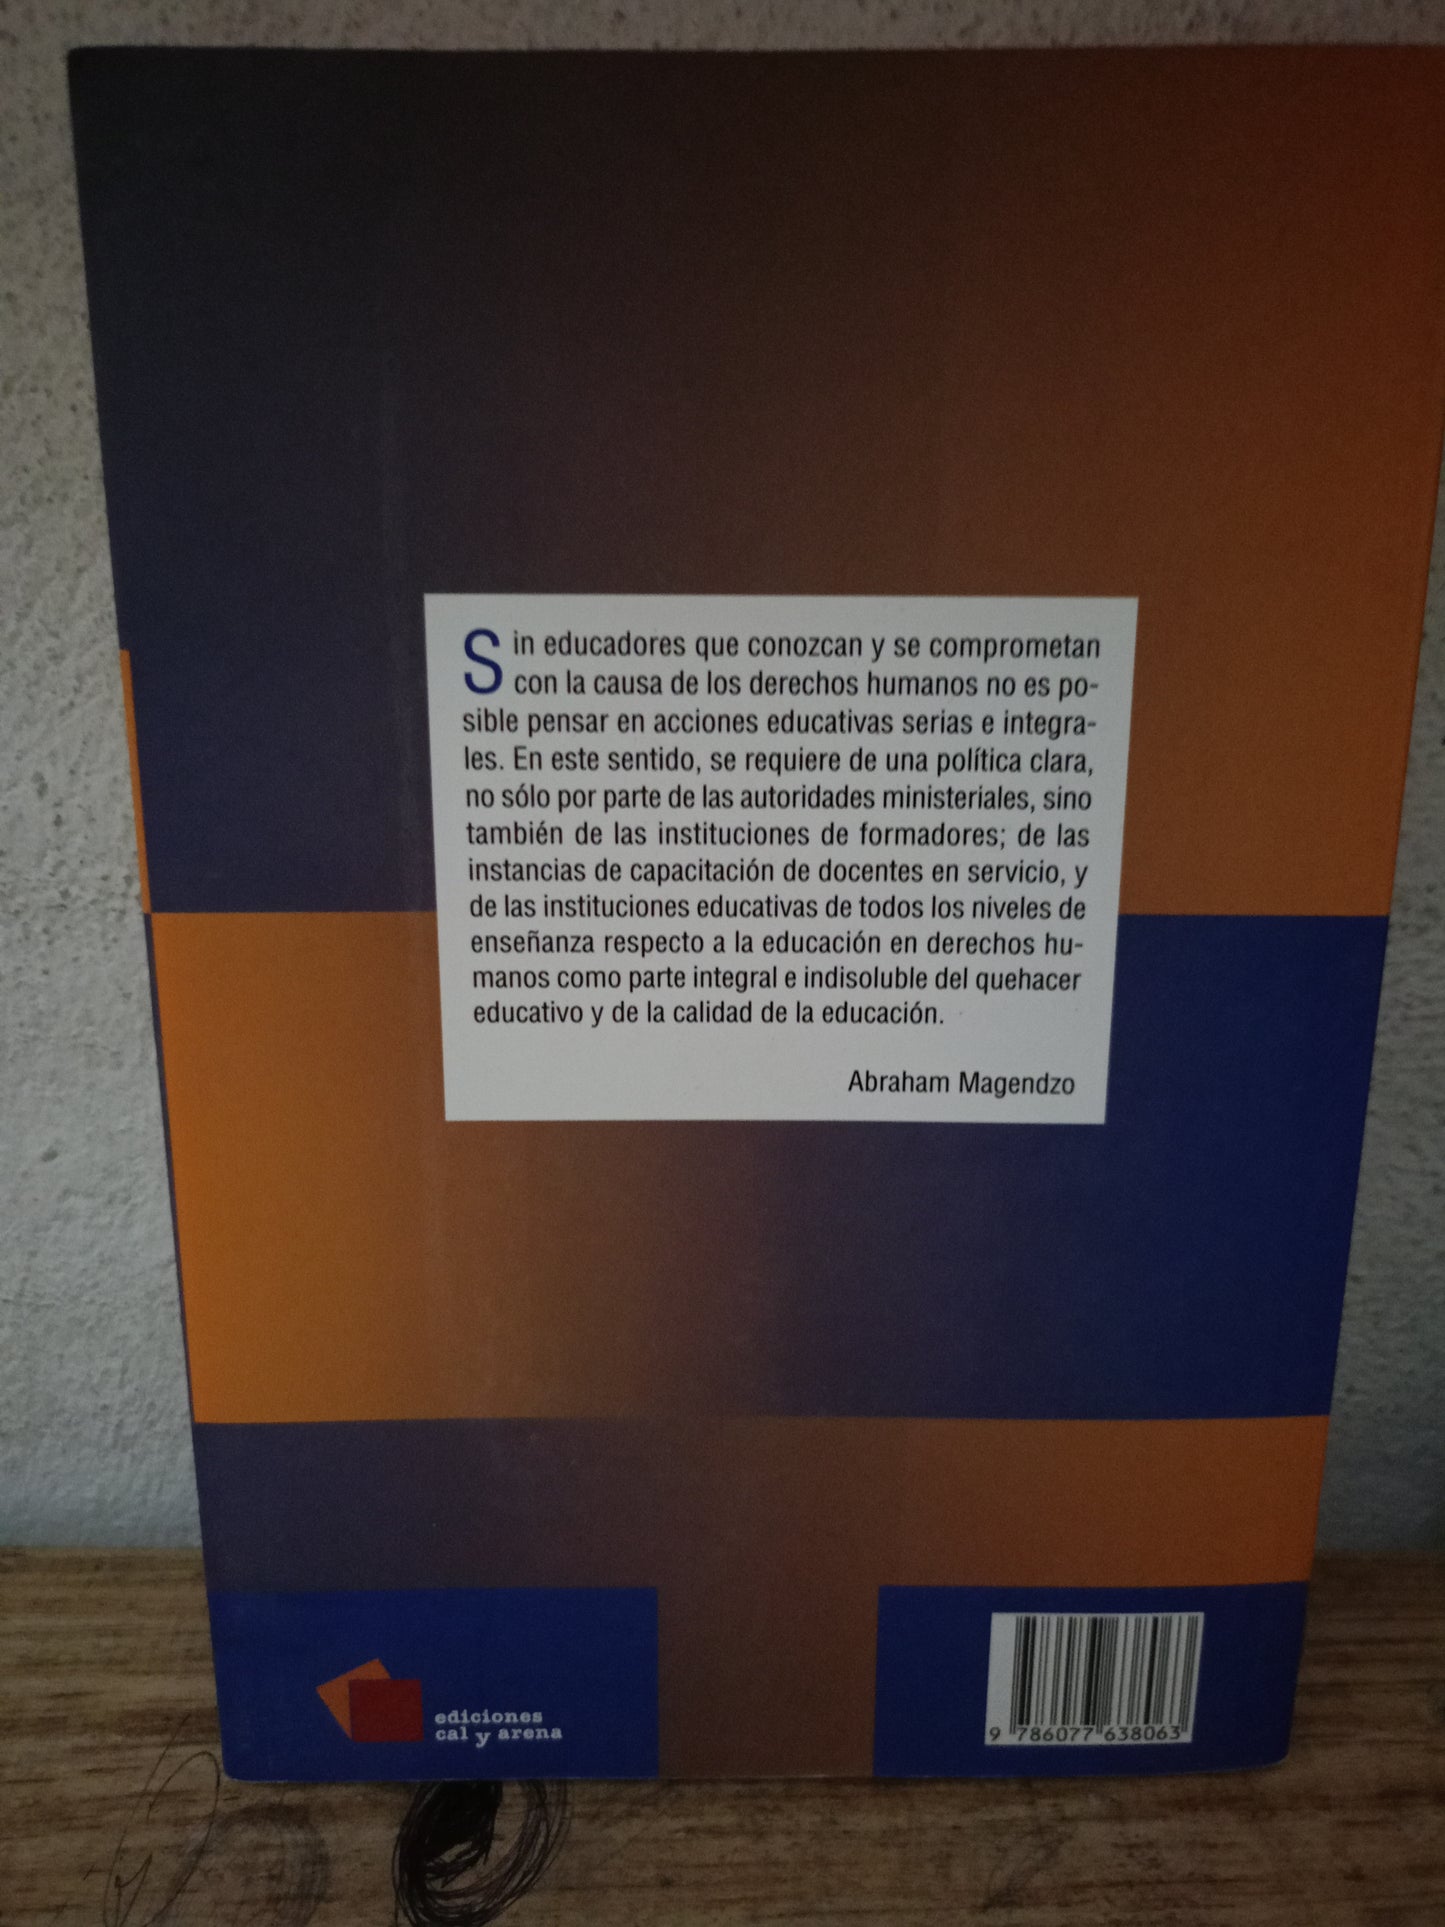 Sin educadores que conozcan y se comprometan
con la causa de los derechos humanos no es po-
sible pensar en acciones educativas serias e integra-
les. En este sentido, se requiere de una política clara,
no sólo por parte de las autoridades ministeriales, sino
también de las instituciones de formadores; de las
instancias de capacitación de docentes en servicio, y
de las instituciones educativas de todos los niveles de
enseñanza respecto a la educación en derechos hu-
manos como parte integral e indisoluble del quehacer
educativo y de la calidad de la educación.
Abraham Magendzo
ediciones
cal y arena
9 786077 638063